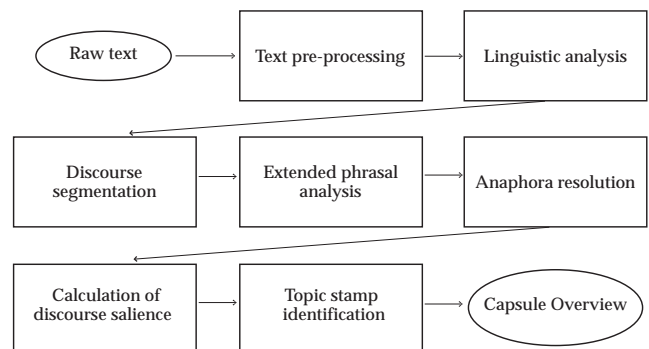 Raw text
Text pre-processing
Linguistic analysis
Discourse
segmentation
Extended phrasal
analysis
Anaphora resolution
Calculation of
discourse salience
Topic stamp
identification
Capsule Overview